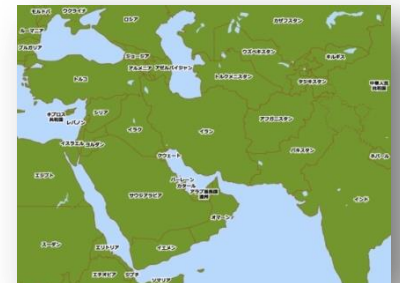 モルドバ
ウクライナ
ロシア
カザフスタン
ルーマニア
ブルガリア
ジョージア
ウズベキスタン
キルギス
アルメニア
アゼルバイジャン
トルコ
トルクメニスタン
タジキスタン
中華人民
共和国
キプロス
共和国
シリア
レバノン
イラク
イラン
アフガニスタン
イスラエル
ヨルダン
パキスタン
クウェート
ネパール
バーレーン
カタール
エジプト
サウジアラビア
アラブ首長国
連邦
インド
オマーン
スーダン
エリトリア
イエメン
エチオピア
ジブチ
ソマリア